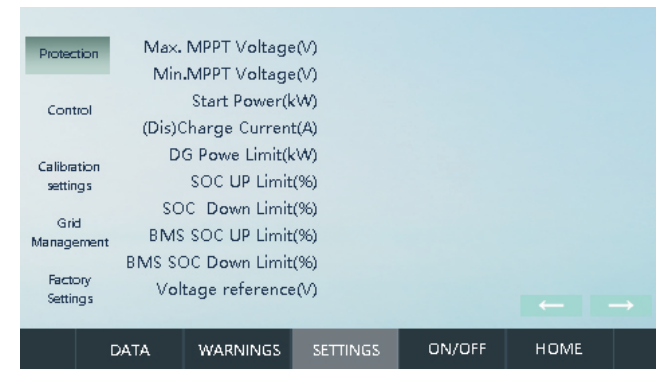 Protection
Control
Calibration
settings
Grid
Management
Factory
Settings
Max. MPPT Voltage(V)
Min.MPPT Voltage(V)
Start Power(kW)
(Dis)Charge Current(A)
DG Powe Limit(kW)
SOC UP Limit(%)
SOC Down Limit(%)
BMS SOC UP Limit(%)
BMS SOC Down Limit(%)
Voltage reference(V)
← →
DATA WARNINGS SETTINGS ON/OFF HOME